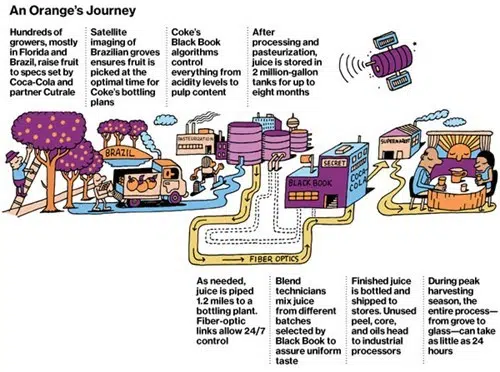 An Orange's Journey
Hundreds of
growers, mostly
in Florida and
Brazil, raise fruit
to specs set by
Coca-Cola and
partner Cutrale
Satellite
imaging of
Brazilian groves
ensures fruit is
picked at the
optimal time for
Coke's bottling
plans
Coke's
Black Book
algorithms
control
everything from
acidity levels to
pulp content
After
processing and
pasteurization,
juice is stored in
2 million-gallon
tanks for up to
eight months
BRAZIL
PASTEURIZATION
SECRET
BLACK BOOK
COCA
COLA
SUPERMARKET
FIBER OPTICS
As needed,
juice is piped
1.2 miles to a
bottling plant.
Fiber-optic
links allow 24/7
control
Blend
technicians
mix juice
from different
batches
selected by
Black Book to
assure uniform
taste
Finished juice
is bottled and
shipped to
stores. Unused
peel, core,
and oils head
to industrial
processors
During peak
harvesting
season, the
entire process—
from grove to
glass—can take
as little as 24
hours